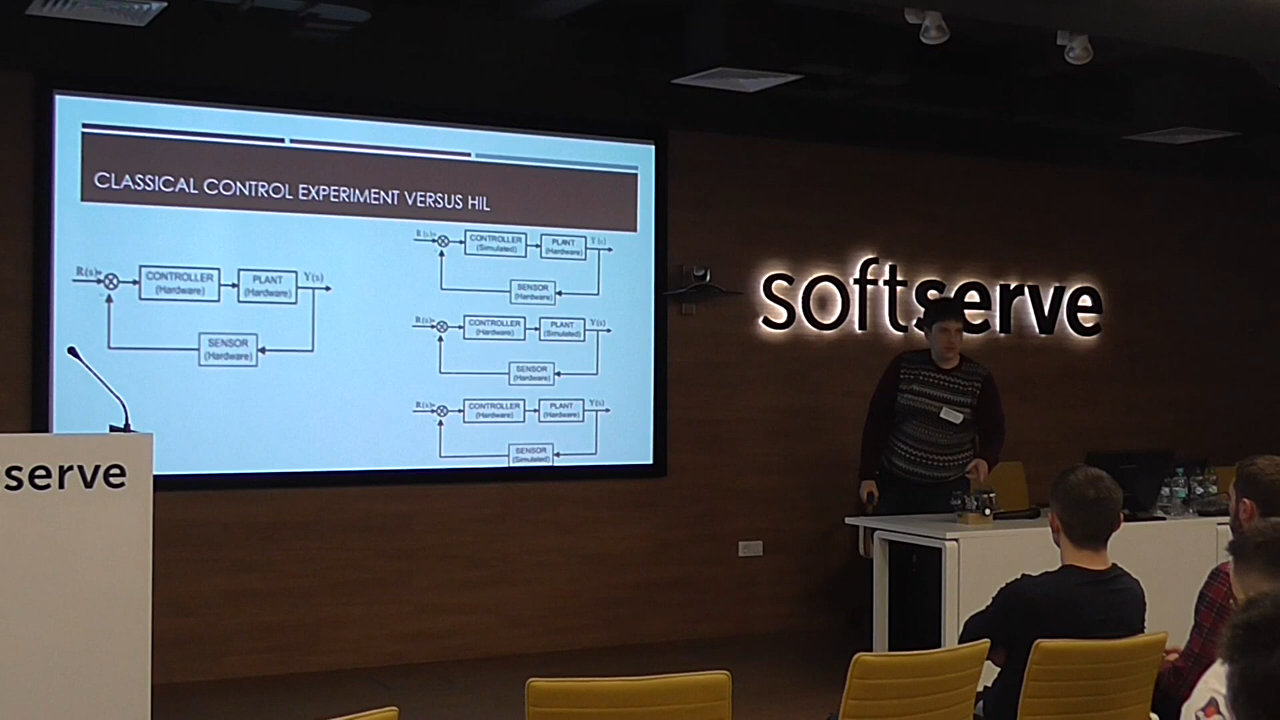 CLASSICAL CONTROL EXPERIMENT VERSUS HIL
R(s)
CONTROLLER
(Hardware)
PLANT
(Hardware)
Y(s)
SENSOR
(Hardware)
R(s)
CONTROLLER
(Simulated)
PLANT
(Hardware)
Y(s)
SENSOR
(Hardware)
R(s)
CONTROLLER
(Hardware)
PLANT
(Simulated)
Y(s)
SENSOR
(Hardware)
R(s)
CONTROLLER
(Hardware)
PLANT
(Hardware)
Y(s)
SENSOR
(Simulated)
softserve
serve